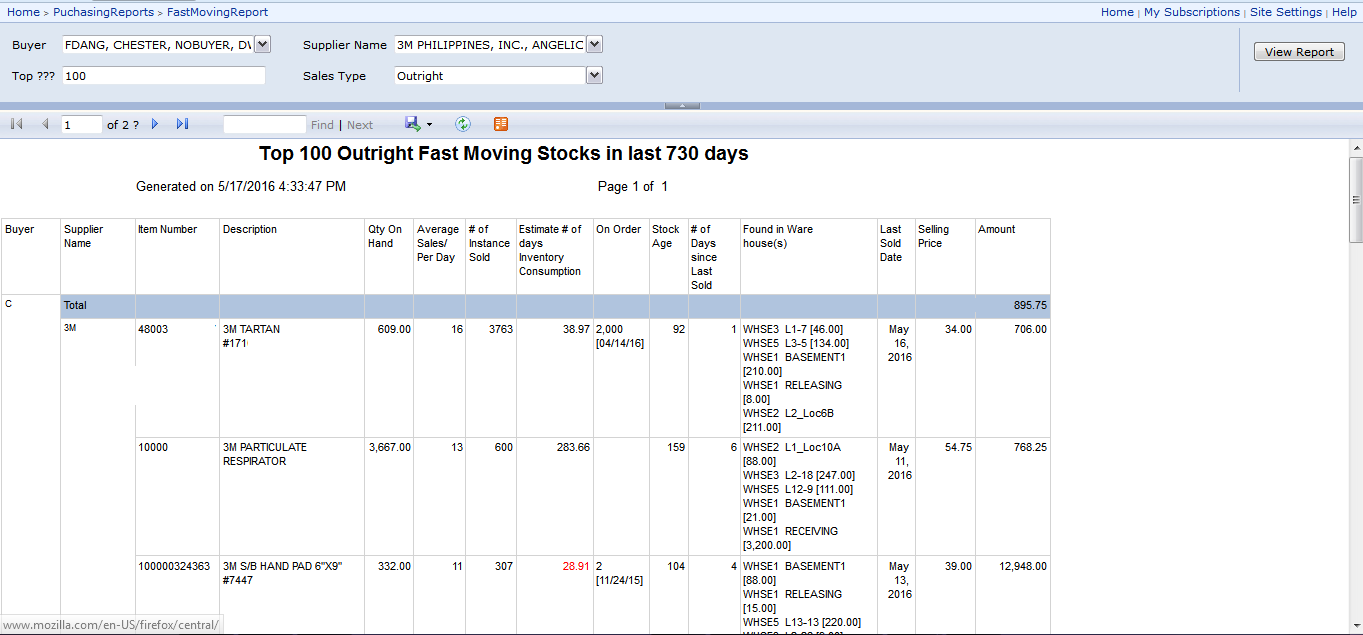 Home > PuchasingReports > FastMovingReport
Home | My Subscriptions | Site Settings | Help
Buyer FDANG, CHESTER, NOBUYER, D Supplier Name 3M PHILIPPINES, INC., ANGELIC View Report
Top ??? 100 Sales Type Outright
1 of 2 ? Find | Next
Top 100 Outright Fast Moving Stocks in last 730 days
Generated on 5/17/2016 4:33:47 PM Page 1 of 1
Buyer Supplier Item Number Description Qty On Average # of Estimate # of On Order Stock # of Found in Ware Last Selling Amount
Name Hand Sales/ Instance days Age Days house(s) Sold Price
Per Day Sold Inventory since Date
Consumption Last
Sold
C Total 895.75
3M 48003 3M TARTAN 609.00 16 3763 38.97 2,000 92 1 WHSE3 L1-7 [46.00] May 34.00 706.00
#171 [04/14/16] WHSE5 L3-5 [134.00] 16,
WHSE1 BASEMENT1 2016
[210.00]
WHSE1 RELEASING
[8.00]
WHSE2 L2_Loc6B
[211.00]
10000 3M PARTICULATE 3,667.00 13 600 283.66 159 6 WHSE2 L1_Loc10A May 54.75 768.25
RESPIRATOR [88.00] 11,
WHSE3 L2-18 [247.00] 2016
WHSE5 L12-9 [111.00]
WHSE1 BASEMENT1
[21.00]
WHSE1 RECEIVING
[3,200.00]
100000324363 3M S/B HAND PAD 6"X9" 332.00 11 307 28.91 2 104 4 WHSE1 BASEMENT1 May 39.00 12,948.00
#7447 [11/24/15] [88.00] 13,
WHSE1 RELEASING 2016
[15.00]
WHSE5 L13-13 [220.00]
www.mozilla.com/en-US/firefox/central/